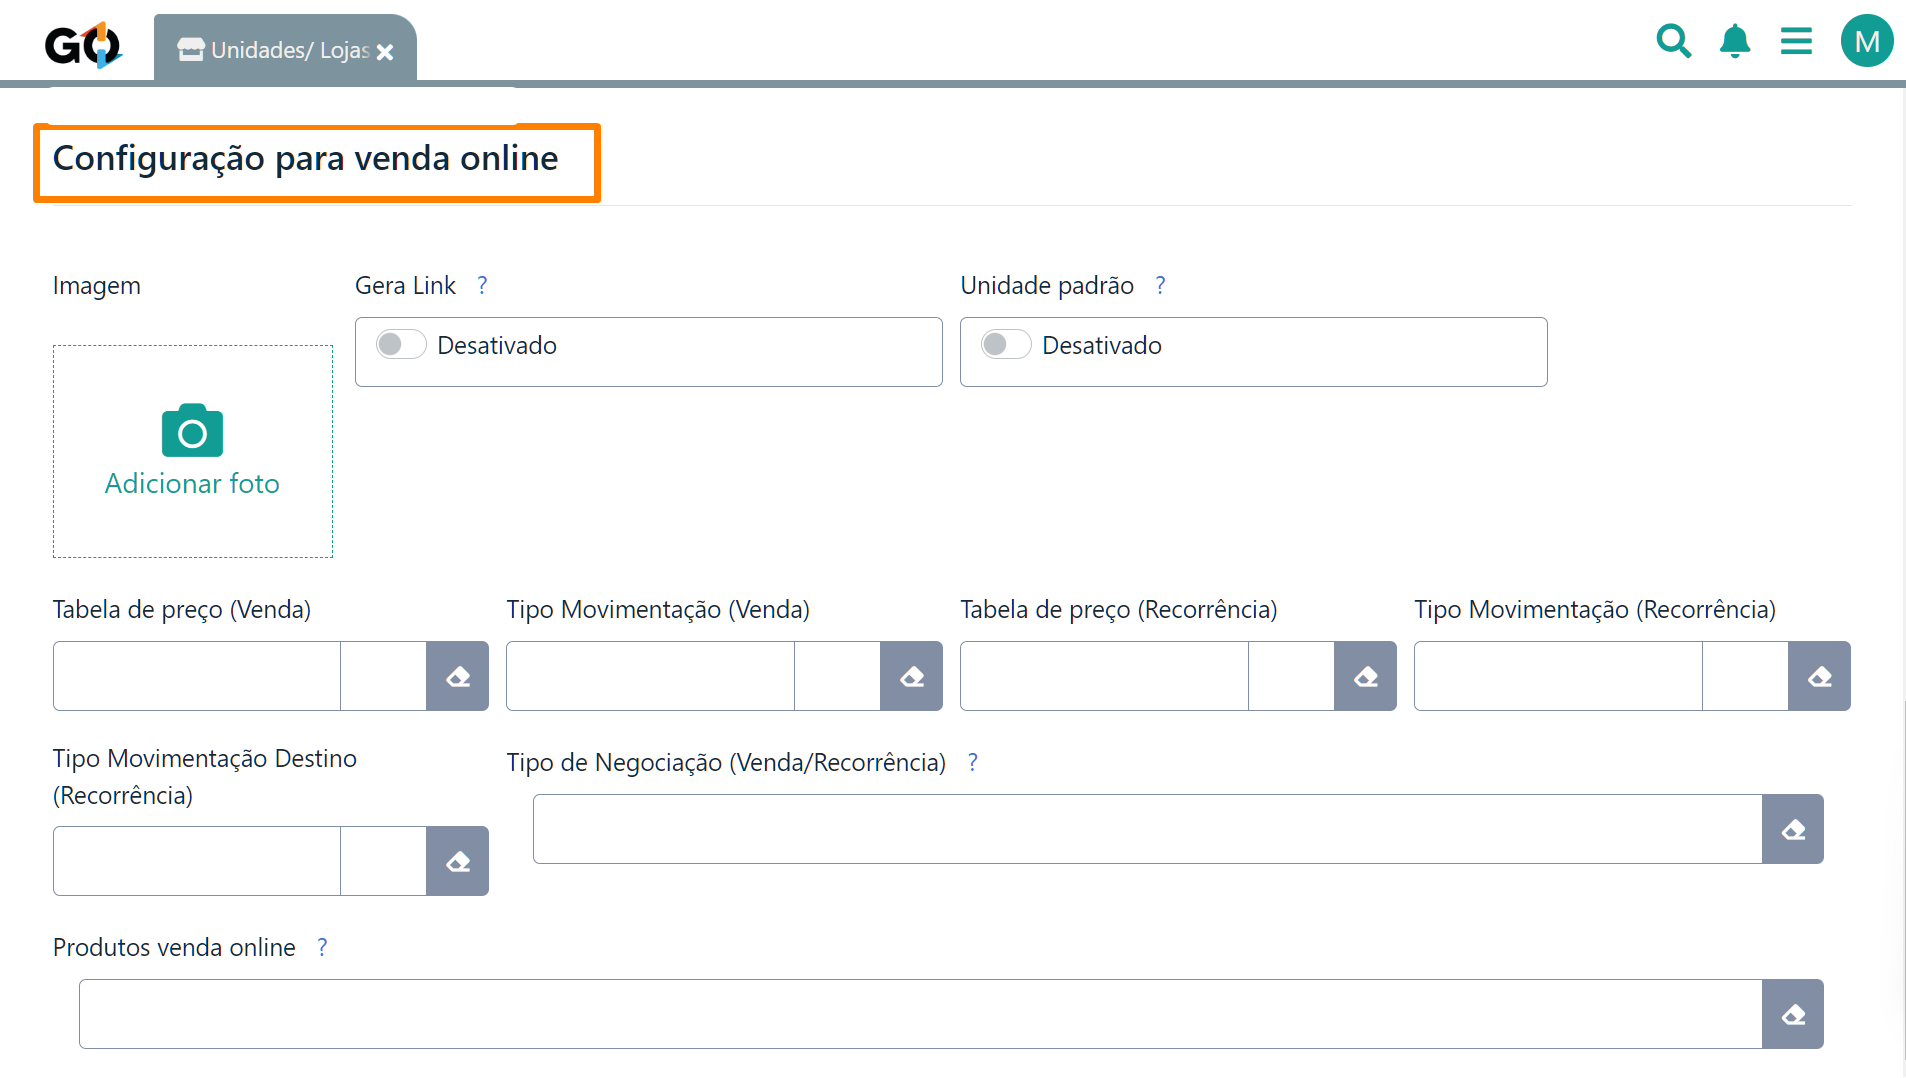 GO
Unidades/ Lojas
M
Configuração para venda online
Imagem
Gera Link ?
Unidade padrão ?
Desativado
Desativado
Adicionar foto
Tabela de preço (Venda)
Tipo Movimentação (Venda)
Tabela de preço (Recorrência)
Tipo Movimentação (Recorrência)
Tipo Movimentação Destino
(Recorrência)
Tipo de Negociação (Venda/Recorrência) ?
Produtos venda online ?